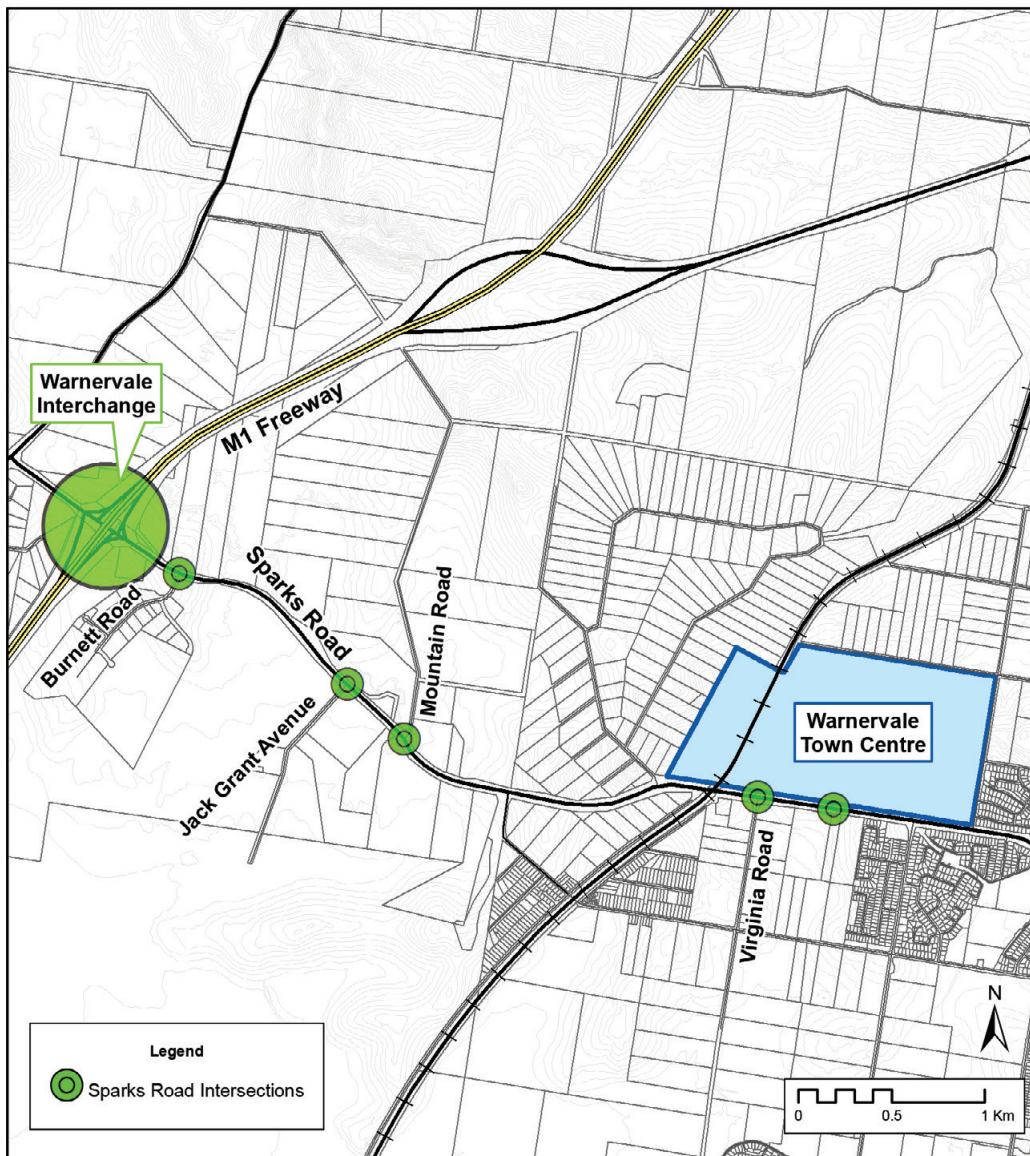 Warnervale
Interchange
M1 Freeway
Sparks Road
Burnett Road
Mountain Road
Jack Grant Avenue
Warnervale
Town Centre
Virginia Road
N
Legend
Sparks Road Intersections
0 0.5 1 Km